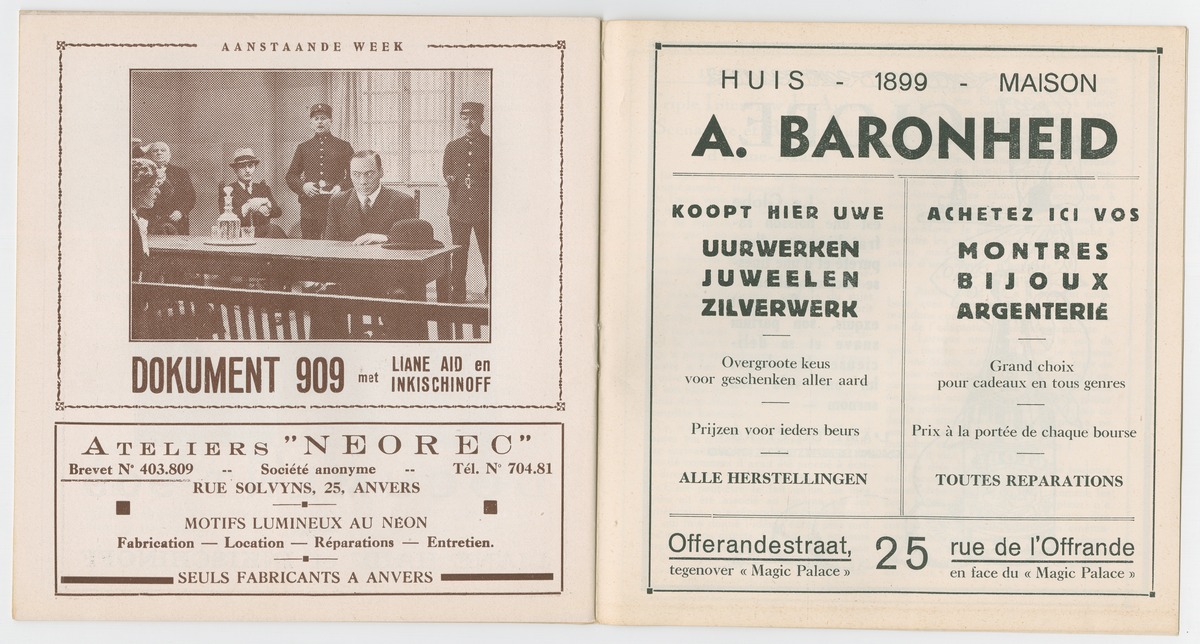 AANSTAANDE WEEK
DOKUMENT 909 met LIANE AID en
INKISCHINOFF
ATELIERS "NEOREC"
Brevet N° 403.809 -- Société anonyme -- Tél. N° 704.81
RUE SOLVYNS, 25, ANVERS
MOTIFS LUMINEUX AU NÉON
Fabrication — Location — Réparations — Entretien.
SEULS FABRICANTS A ANVERS
HUIS - 1899 - MAISON
A. BARONHEID
KOOPT HIER UWE
UURWERKEN
JUWEELEN
ZILVERWERK
Overgroote keus
voor geschenken aller aard
Prijzen voor ieders beurs
ALLE HERSTELLINGEN
ACHETEZ ICI VOS
MONTRES
BIJOUX
ARGENTERIE
Grand choix
pour cadeaux en tous genres
Prix à la portée de chaque bourse
TOUTES REPARATIONS
Offerandestraat, 25 rue de l'Offrande
tegenover « Magic Palace » en face du « Magic Palace »